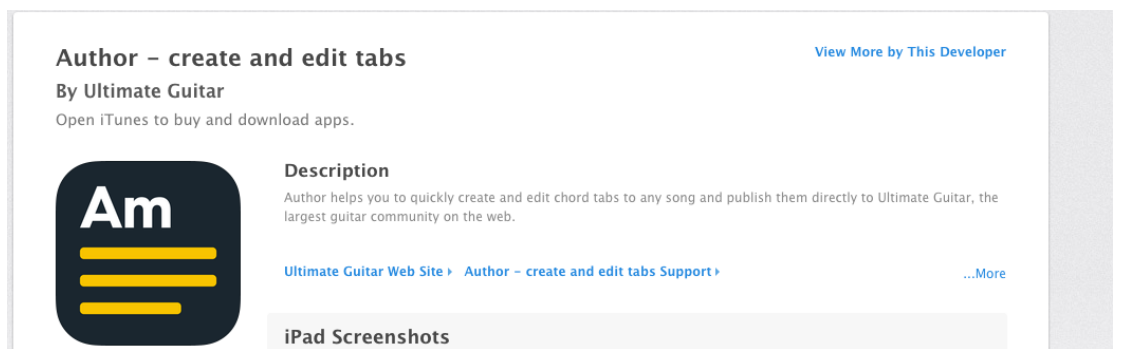 Author – create and edit tabs
View More by This Developer
By Ultimate Guitar
Open iTunes to buy and download apps.
Am
Description
Author helps you to quickly create and edit chord tabs to any song and publish them directly to Ultimate Guitar, the
largest guitar community on the web.
Ultimate Guitar Web Site Author – create and edit tabs Support ...More
iPad Screenshots